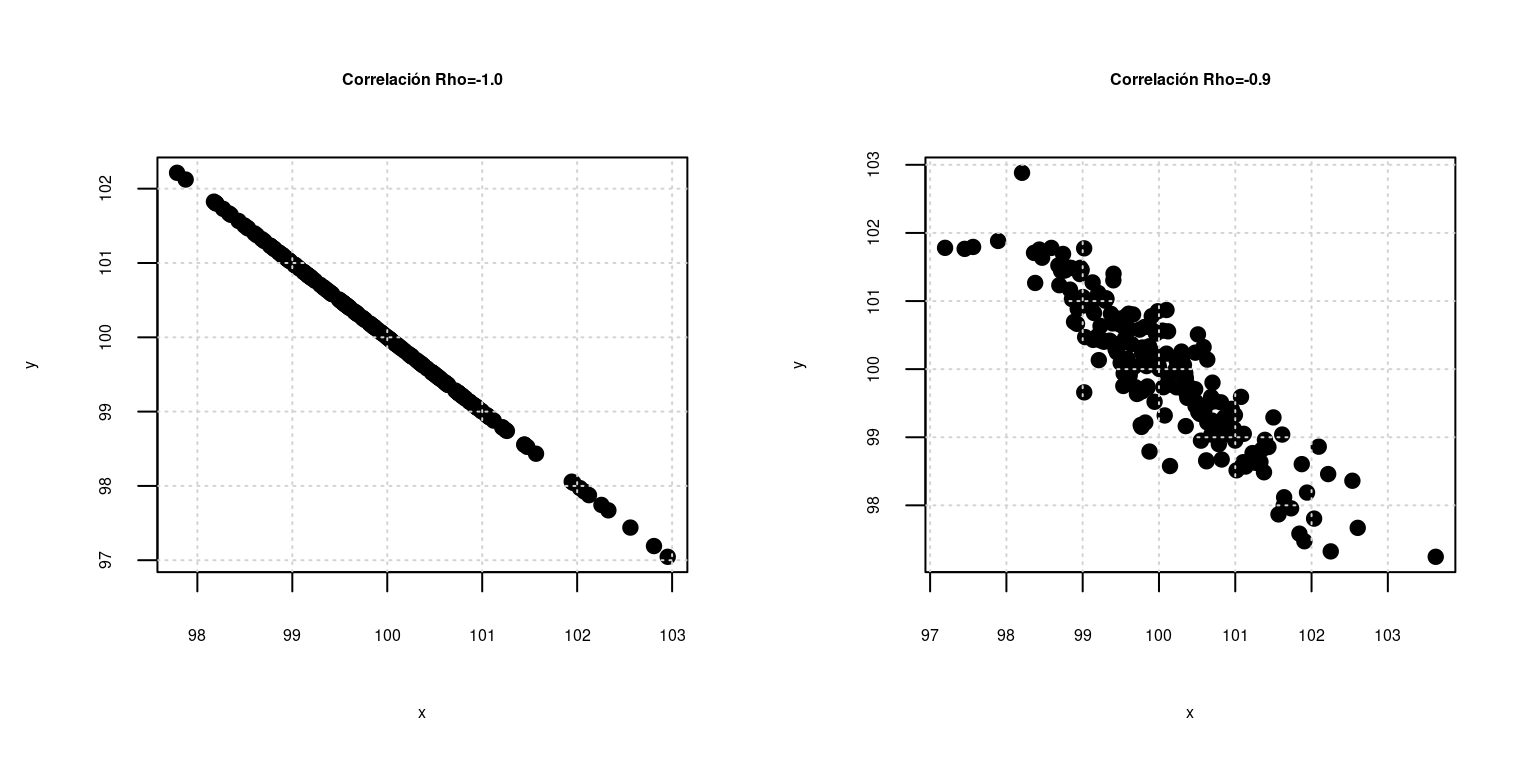 Correlación Rho=-1.0
102
101
100
99
98
97
y
98 99 100 101 102 103
x
Correlación Rho=-0.9
103
102
101
100
99
98
y
97 98 99 100 101 102 103
x